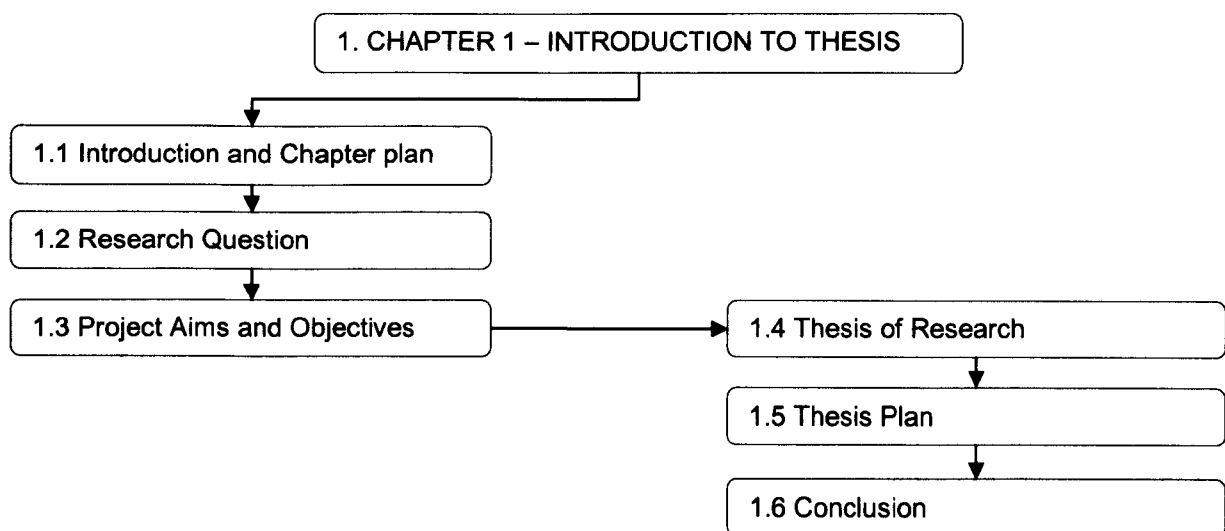 1. CHAPTER 1 – INTRODUCTION TO THESIS
1.1 Introduction and Chapter plan
1.2 Research Question
1.3 Project Aims and Objectives
1.4 Thesis of Research
1.5 Thesis Plan
1.6 Conclusion